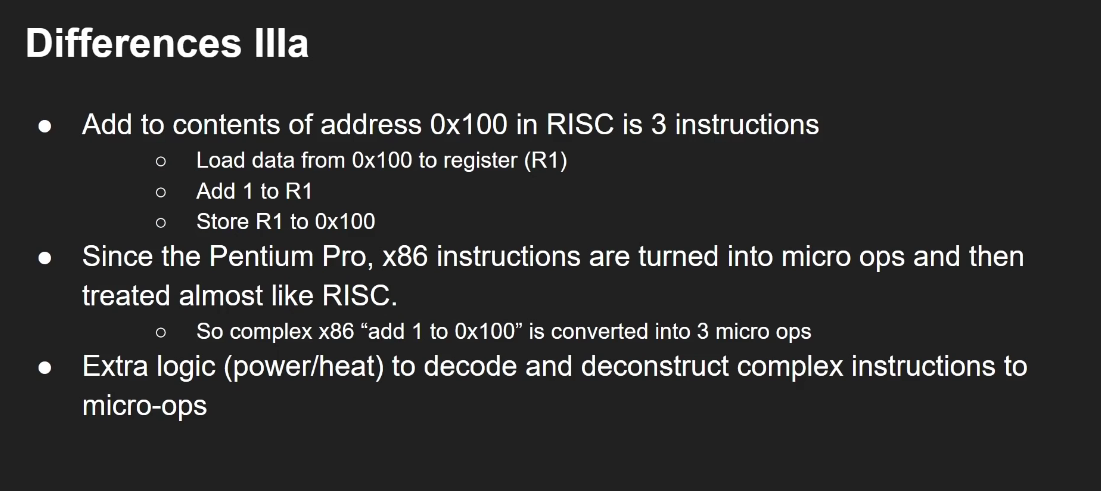 Differences IIIa
● Add to contents of address 0x100 in RISC is 3 instructions
○ Load data from 0x100 to register (R1)
○ Add 1 to R1
○ Store R1 to 0x100
● Since the Pentium Pro, x86 instructions are turned into micro ops and then
treated almost like RISC.
○ So complex x86 “add 1 to 0x100” is converted into 3 micro ops
● Extra logic (power/heat) to decode and deconstruct complex instructions to
micro-ops